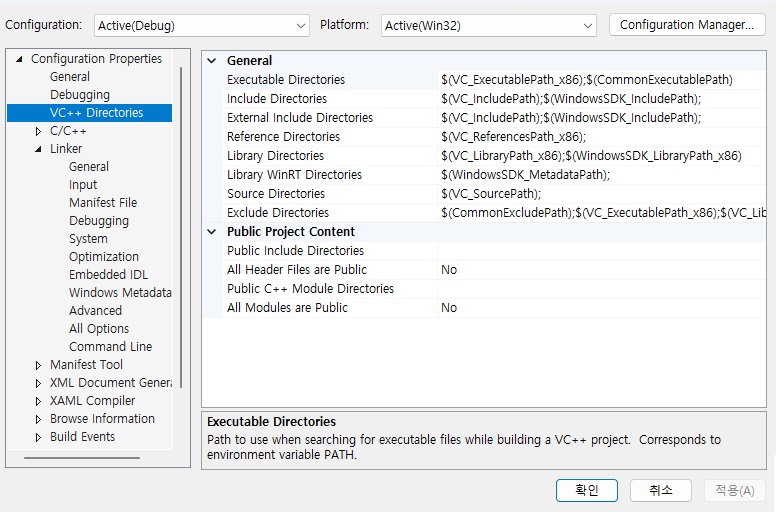 Configuration: Active(Debug) Platform: Active(Win32) Configuration Manager...
Configuration Properties
General
Debugging
VC++ Directories
C/C++
Linker
General
Input
Manifest File
Debugging
System
Optimization
Embedded IDL
Windows Metadata
Advanced
All Options
Command Line
Manifest Tool
XML Document Genera
XAML Compiler
Browse Information
Build Events
General
Executable Directories $(VC_ExecutablePath_x86);$(CommonExecutablePath)
Include Directories $(VC_IncludePath);$(WindowsSDK_IncludePath);
External Include Directories $(VC_IncludePath);$(WindowsSDK_IncludePath);
Reference Directories $(VC_ReferencesPath_x86);
Library Directories $(VC_LibraryPath_x86);$(WindowsSDK_LibraryPath_x86)
Library WinRT Directories $(WindowsSDK_MetadataPath);
Source Directories $(VC_SourcePath);
Exclude Directories $(CommonExcludePath);$(VC_ExecutablePath_x86);$(VC_Lib
Public Project Content
Public Include Directories
All Header Files are Public No
Public C++ Module Directories
All Modules are Public No
Executable Directories
Path to use when searching for executable files while building a VC++ project. Corresponds to
environment variable PATH.
확인 취소 적용(A)